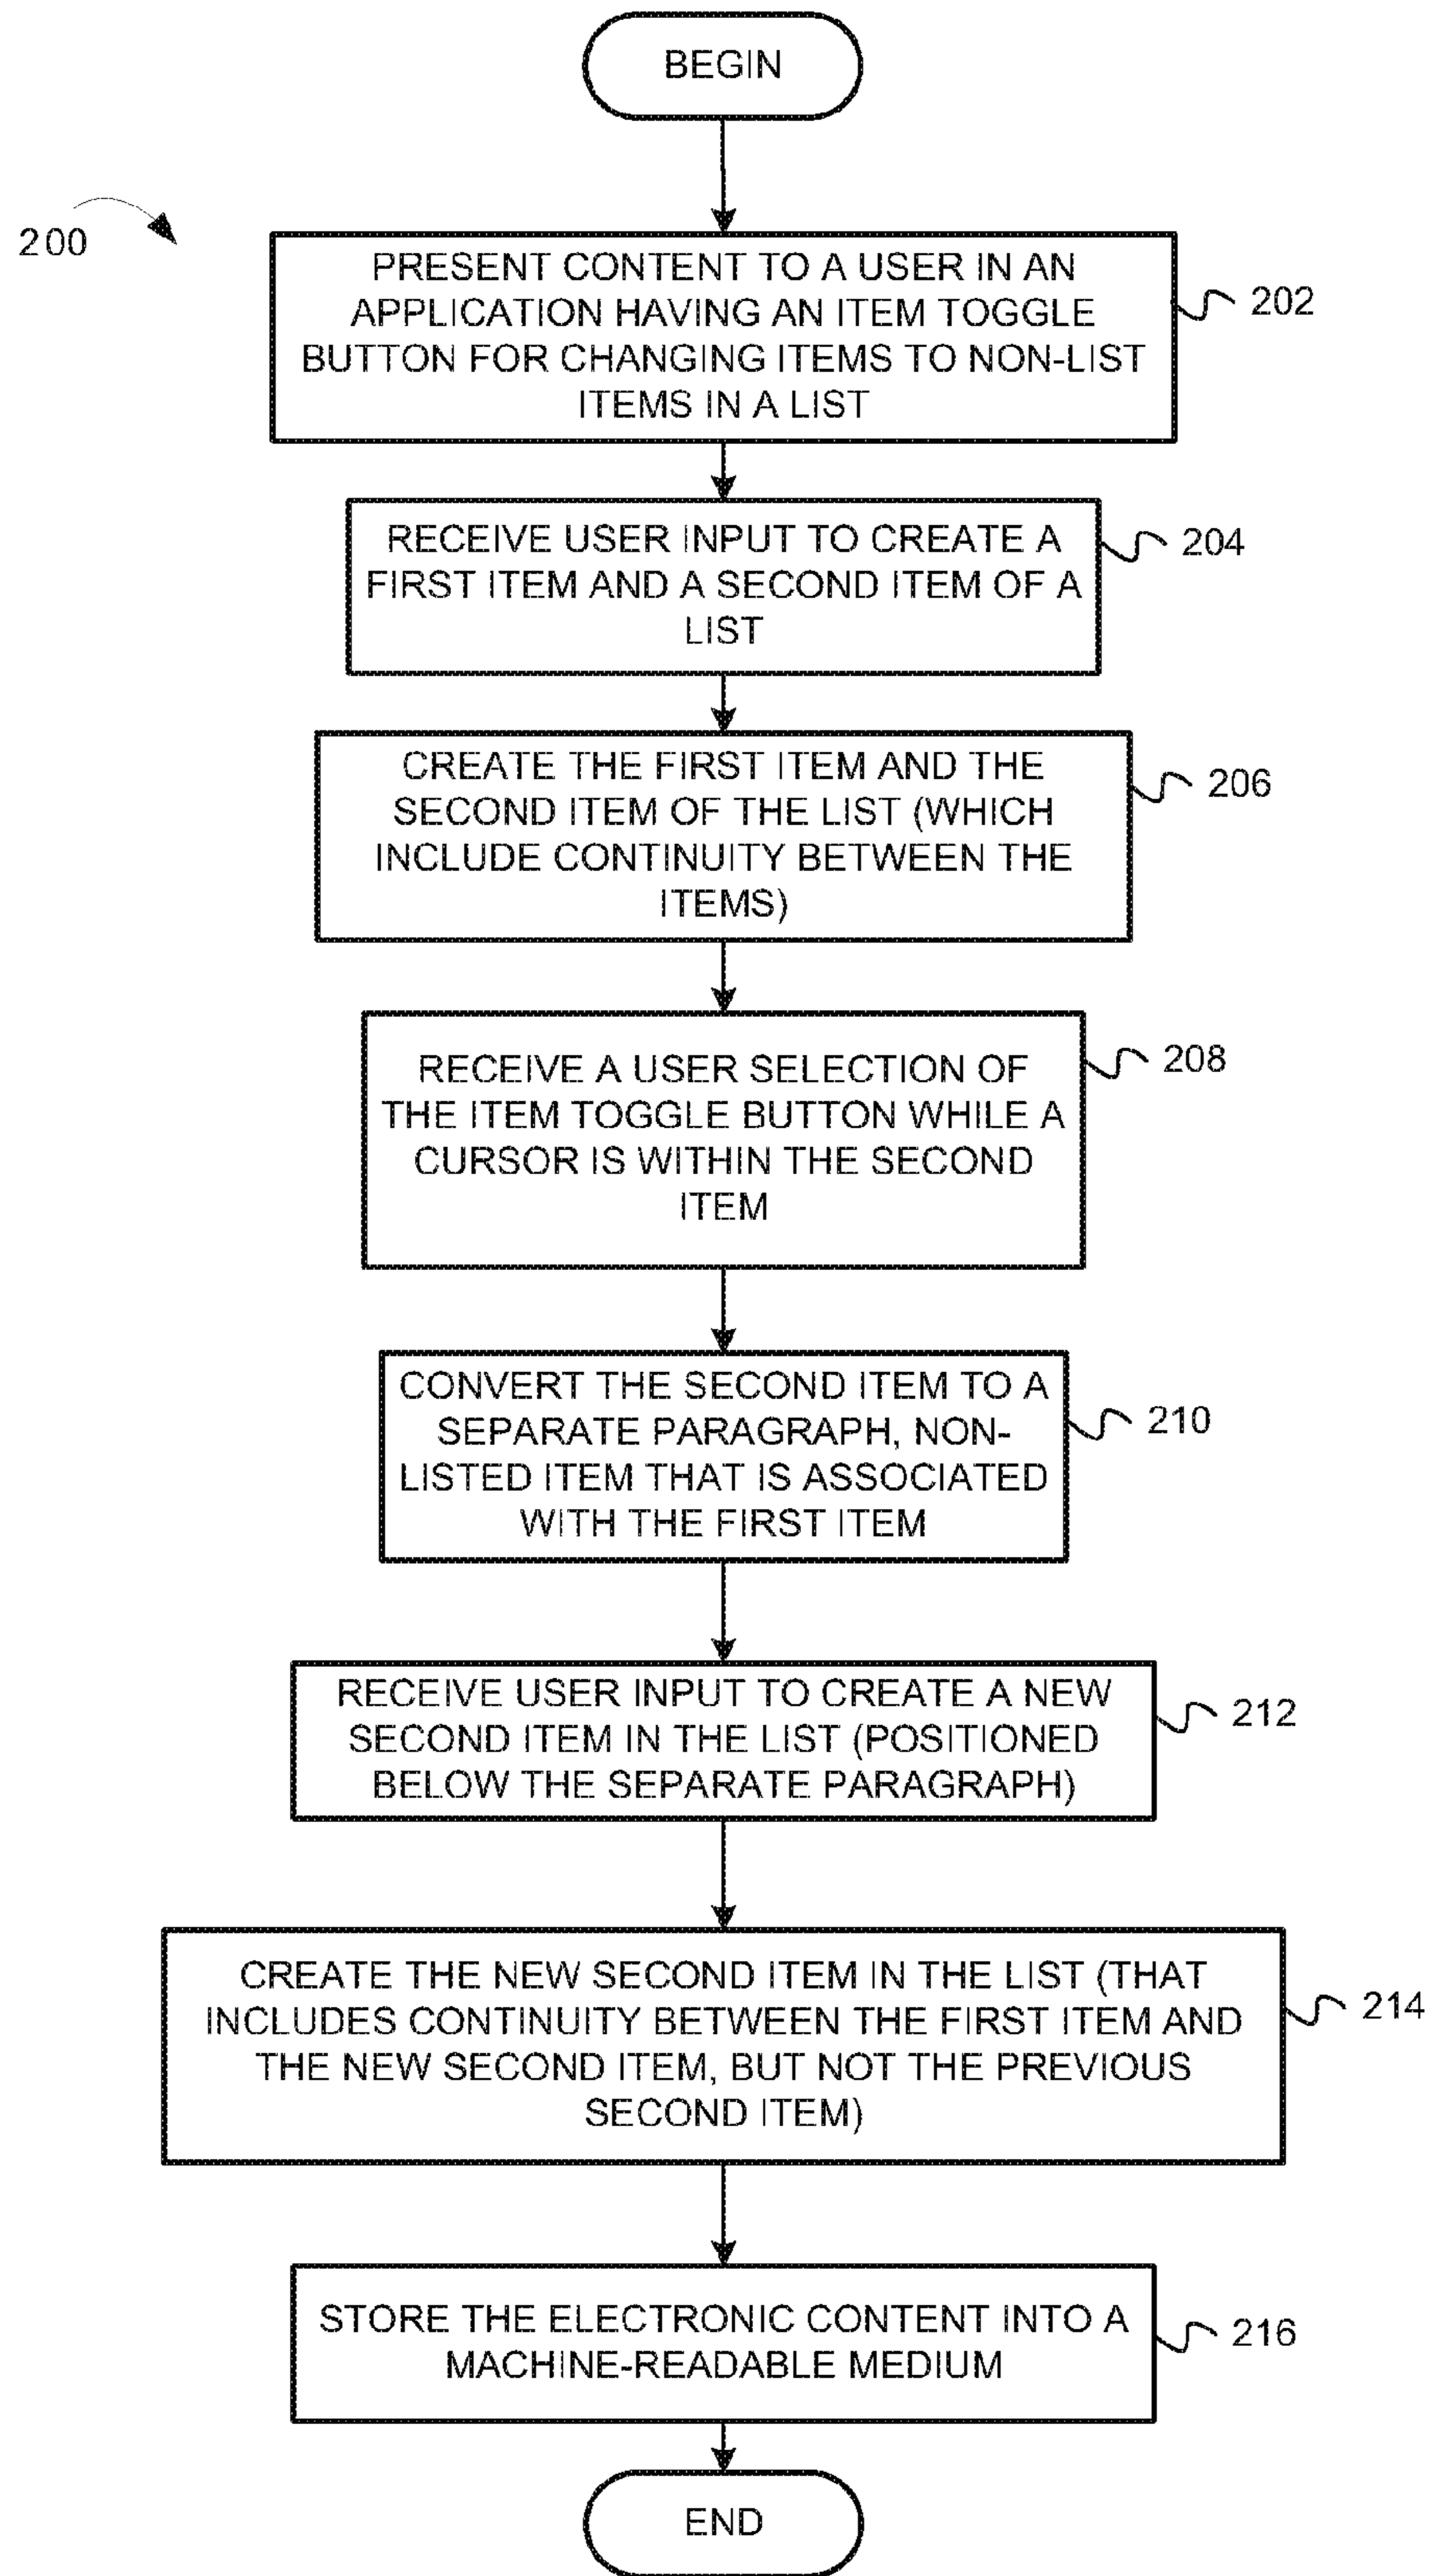 BEGIN
200
PRESENT CONTENT TO A USER IN AN
APPLICATION HAVING AN ITEM TOGGLE
BUTTON FOR CHANGING ITEMS TO NON-LIST
ITEMS IN A LIST
202
RECEIVE USER INPUT TO CREATE A
FIRST ITEM AND A SECOND ITEM OF A
LIST
204
CREATE THE FIRST ITEM AND THE
SECOND ITEM OF THE LIST (WHICH
INCLUDE CONTINUITY BETWEEN THE
ITEMS)
206
RECEIVE A USER SELECTION OF
THE ITEM TOGGLE BUTTON WHILE A
CURSOR IS WITHIN THE SECOND
ITEM
208
CONVERT THE SECOND ITEM TO A
SEPARATE PARAGRAPH, NON-
LISTED ITEM THAT IS ASSOCIATED
WITH THE FIRST ITEM
210
RECEIVE USER INPUT TO CREATE A NEW
SECOND ITEM IN THE LIST (POSITIONED
BELOW THE SEPARATE PARAGRAPH)
212
CREATE THE NEW SECOND ITEM IN THE LIST (THAT
INCLUDES CONTINUITY BETWEEN THE FIRST ITEM AND
THE NEW SECOND ITEM, BUT NOT THE PREVIOUS
SECOND ITEM)
214
STORE THE ELECTRONIC CONTENT INTO A
MACHINE-READABLE MEDIUM
216
END